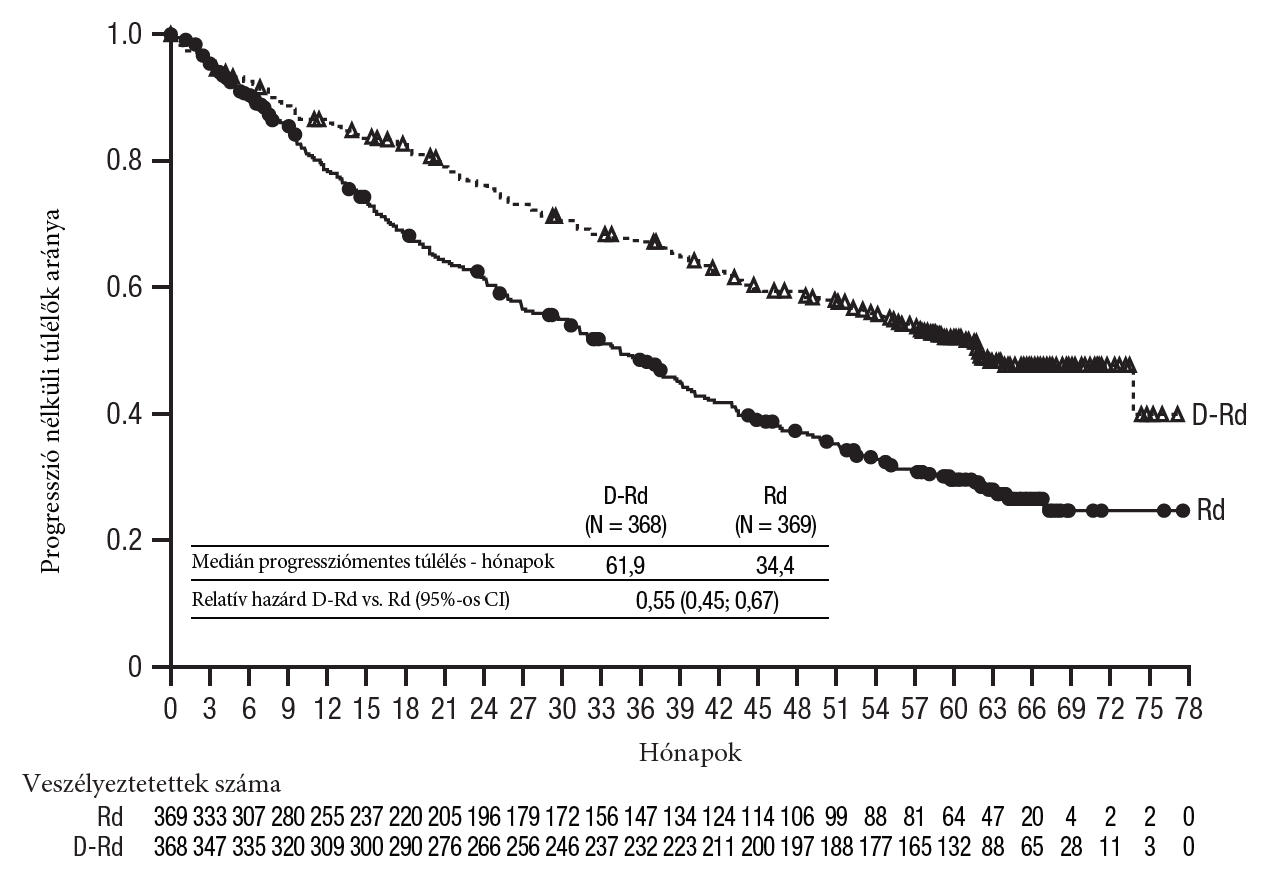 1.0
0.8
0.6
0.4
0.2
0
Progresszió nélküli túlélők aránya
D-Rd
Rd
D-Rd Rd
(N = 368) (N = 369)
Medián progressziómentes túlélés - hónapok 61,9 34,4
Relatív hazárd D-Rd vs. Rd (95%-os CI) 0,55 (0,45; 0,67)
0 3 6 9 12 15 18 21 24 27 30 33 36 39 42 45 48 51 54 57 60 63 66 69 72 75 78
Hónapok
Veszélyeztetettek száma
Rd 369 333 307 280 255 237 220 205 196 179 172 156 147 134 124 114 106 99 88 81 64 47 20 4 2 2 0
D-Rd 368 347 335 320 309 300 290 276 266 256 246 237 232 223 211 200 197 188 177 165 132 88 65 28 11 3 0